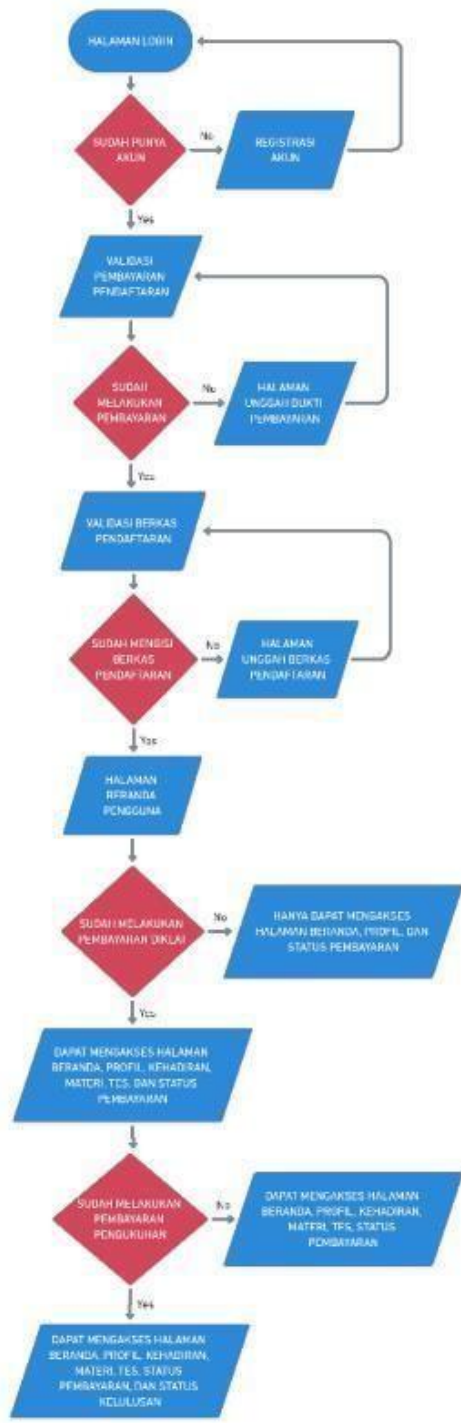 HALAMAN LOGIN
SUDAH PUNYA
AKUN
No
REGISTRASI
AKUN
Yes
VALIDASI
PEMBAYARAN
PENDAFTARAN
SUDAH
MELAKUKAN
PEMBAYARAN
No
HALAMAN
UNGGAH BUKTI
PEMBAYARAN
Yes
VALIDASI BERKAS
PENDAFTARAN
SUDAH MENGISI
BERKAS
PENDAFTARAN
No
HALAMAN
UNGGAH BERKAS
PENDAFTARAN
Yes
HALAMAN
BERANDA
PENGGUNA
SUDAH MELAKUKAN
PEMBAYARAN DIKLAT
No
HANYA DAPAT MENGAKSES
HALAMAN BERANDA, PROFIL, DAN
STATUS PEMBAYARAN
Yes
DAPAT MENGAKSES HALAMAN
BERANDA, PROFIL, KEHADIRAN,
MATERI, TES, DAN STATUS
PEMBAYARAN
SUDAH MELAKUKAN
PEMBAYARAN
PENGUKUHAN
No
DAPAT MENGAKSES HALAMAN
BERANDA, PROFIL, KEHADIRAN,
MATERI, TES, STATUS
PEMBAYARAN
Yes
DAPAT MENGAKSES HALAMAN
BERANDA, PROFIL, KEHADIRAN,
MATERI, TES, STATUS
PEMBAYARAN, DAN STATUS
KELULUSAN